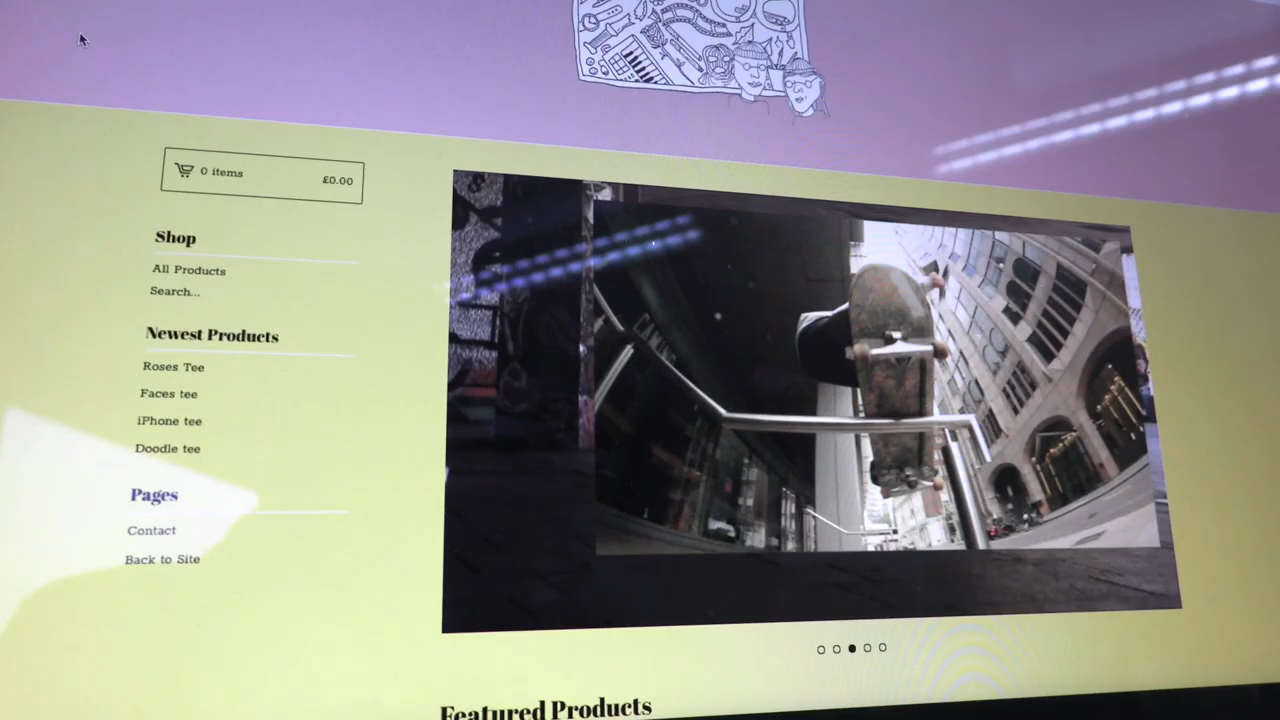 0 items
£0.00
Shop
All Products
Search...
Newest Products
Roses Tee
Faces tee
iPhone tee
Doodle tee
Pages
Contact
Back to Site
Featured Products